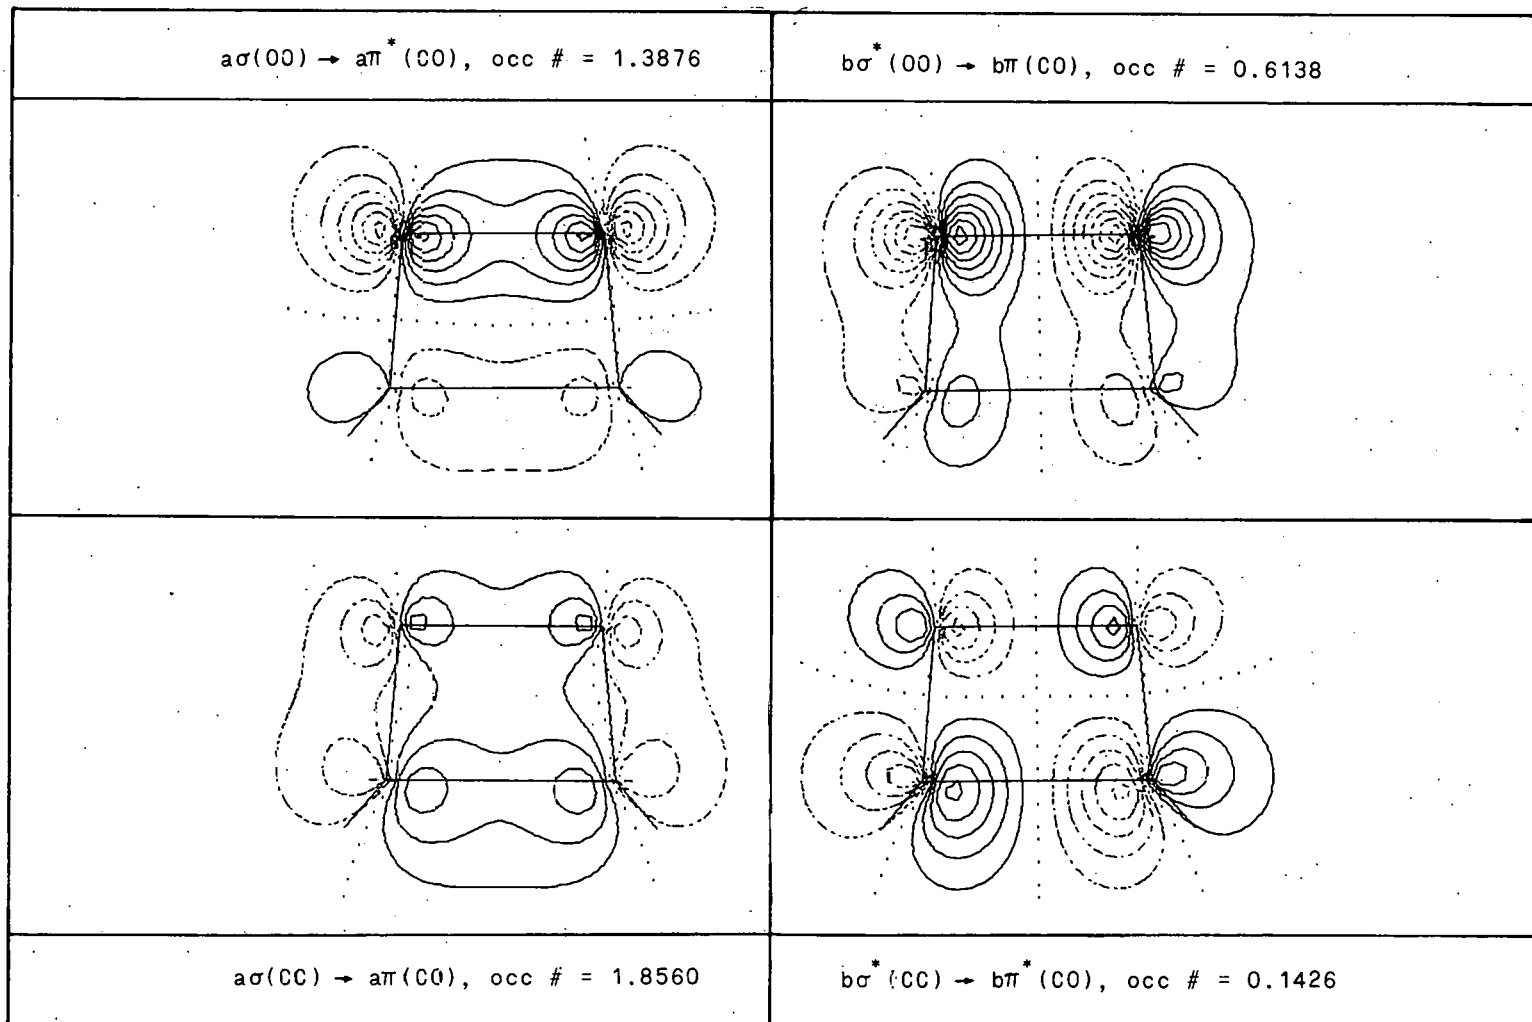 aσ(OO) → aπ*(CO), occ # = 1.3876
bσ*(OO) → bπ(CO), occ # = 0.6138
aσ(CC) → aπ(CO), occ # = 1.8560
bσ*(CC) → bπ*(CO), occ # = 0.1426